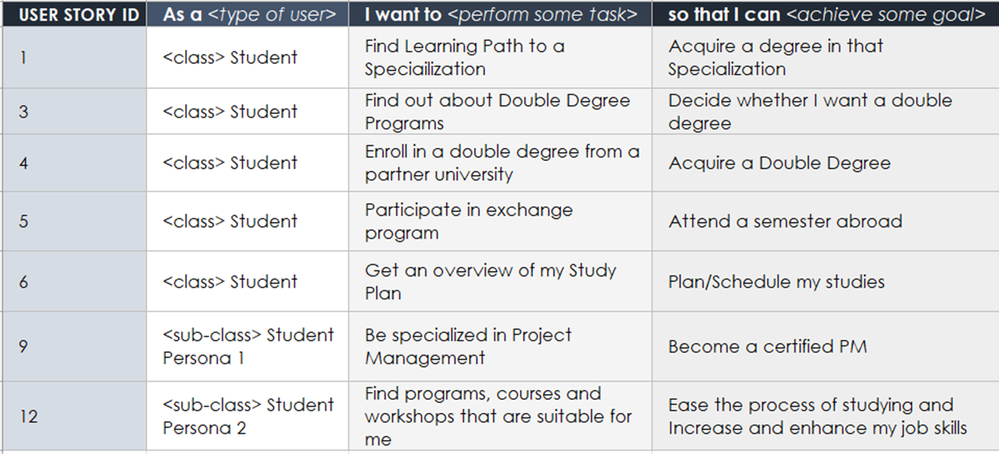 USER STORY ID As a <type of user> I want to <perform some task> so that I can <achieve some goal>
1
<class> Student
Find Learning Path to a
Speciailization
Acquire a degree in that
Specialization
3
<class> Student
Find out about Double Degree
Programs
Decide whether I want a double
degree
4
<class> Student
Enroll in a double degree from a
partner university
Acquire a Double Degree
5
<class> Student
Participate in exchange
program
Attend a semester abroad
6
<class> Student
Get an overview of my Study
Plan
Plan/Schedule my studies
9
<sub-class> Student
Persona 1
Be specialized in Project
Management
Become a certified PM
12
<sub-class> Student
Persona 2
Find programs, courses and
workshops that are suitable for
me
Ease the process of studying and
Increase and enhance my job skills